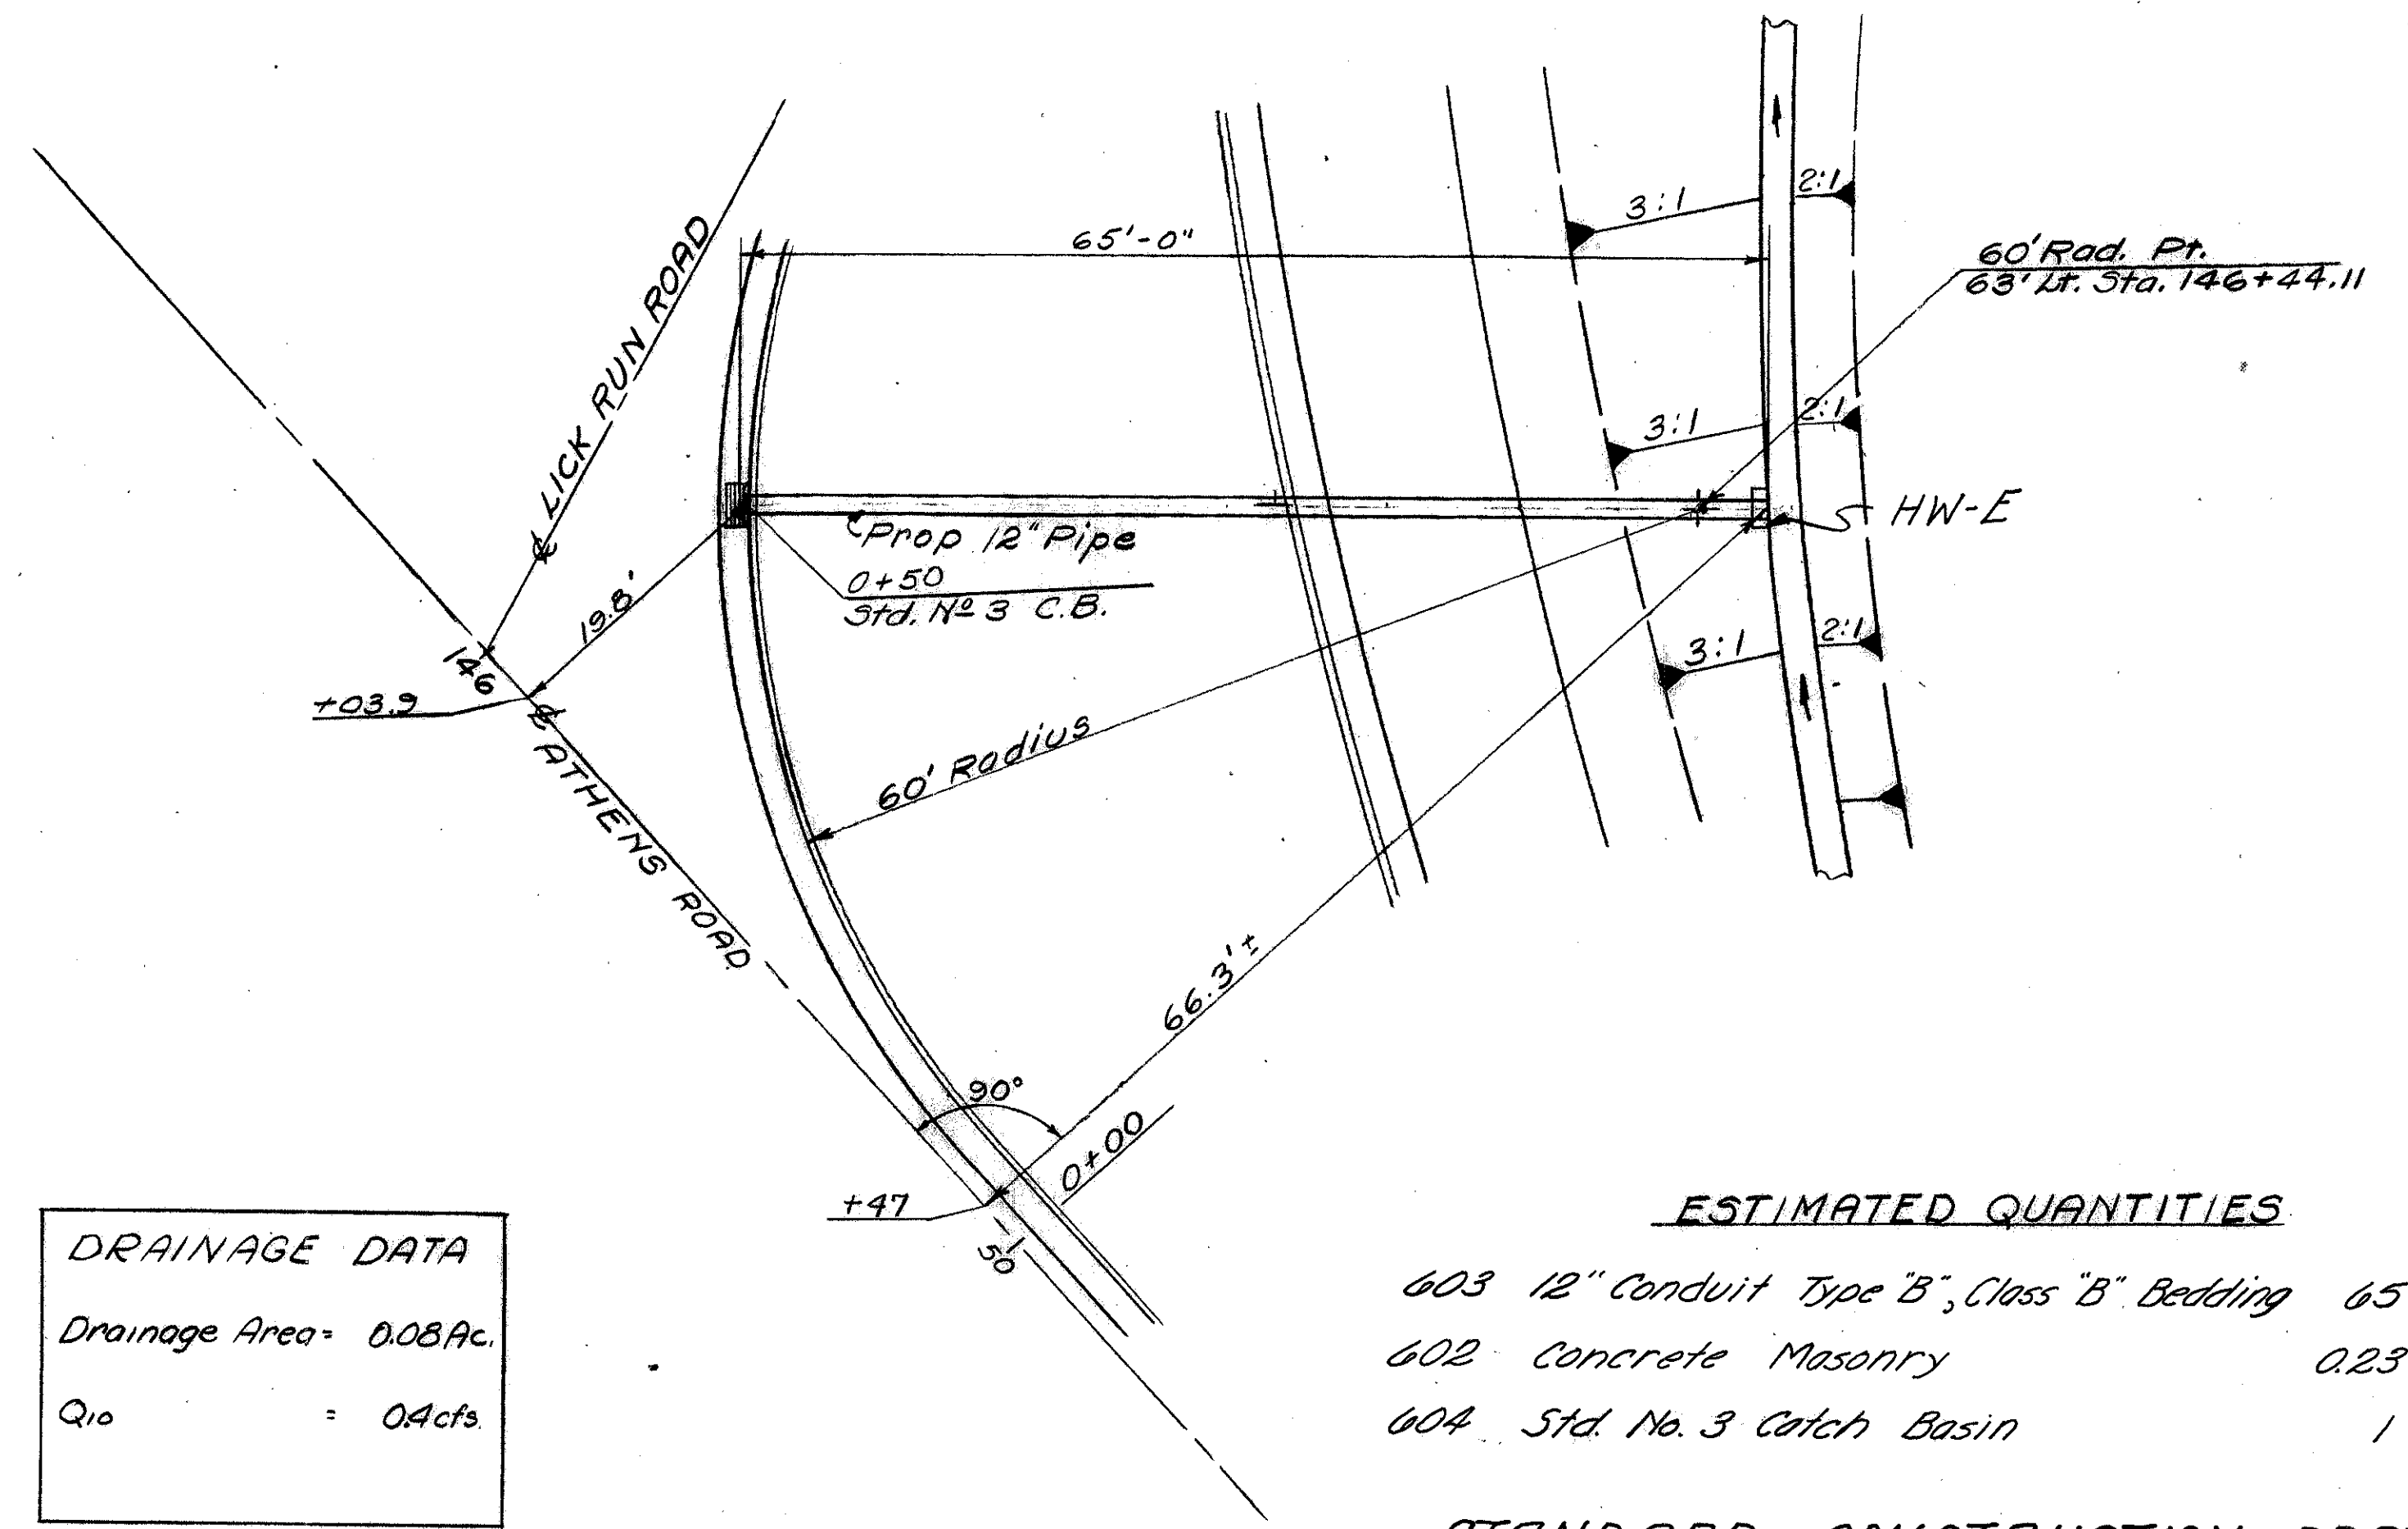 ℄ LICK RUN ROAD
65'-0"
3:1
2:1
60' Rad. Pt.
63' Lt. Sta. 146+44.11
3:1
2:1
HW-E
Prop 12" Pipe
0+50
Std. Nº 3 C.B.
19.8'
146
+03.9
℄ ATHENS ROAD
3:1
2:1
60' Radius
66.3'±
90°
0+00
+47
50
DRAINAGE DATA
Drainage Area = 0.08 Ac.
Q10 = 0.4 cfs.
ESTIMATED QUANTITIES
603 12" Conduit Type "B", Class "B" Bedding 65
602 Concrete Masonry 0.23
604 Std. No. 3 Catch Basin 1
STANDARD CONSTRUCTION